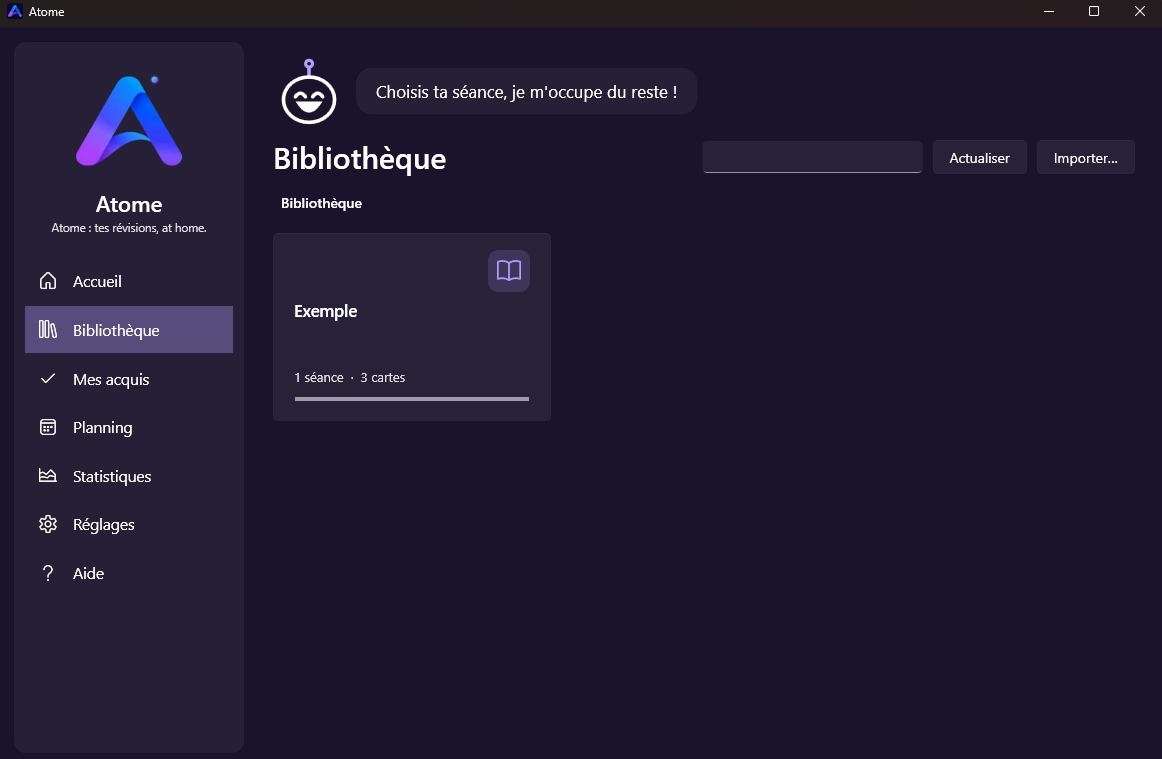 Atome
Choisis ta séance, je m'occupe du reste !
Bibliothèque
Actualiser
Importer...
Bibliothèque
Atome
Atome : tes révisions, at home.
Accueil
Bibliothèque
Mes acquis
Planning
Statistiques
Réglages
Aide
Exemple
1 séance · 3 cartes